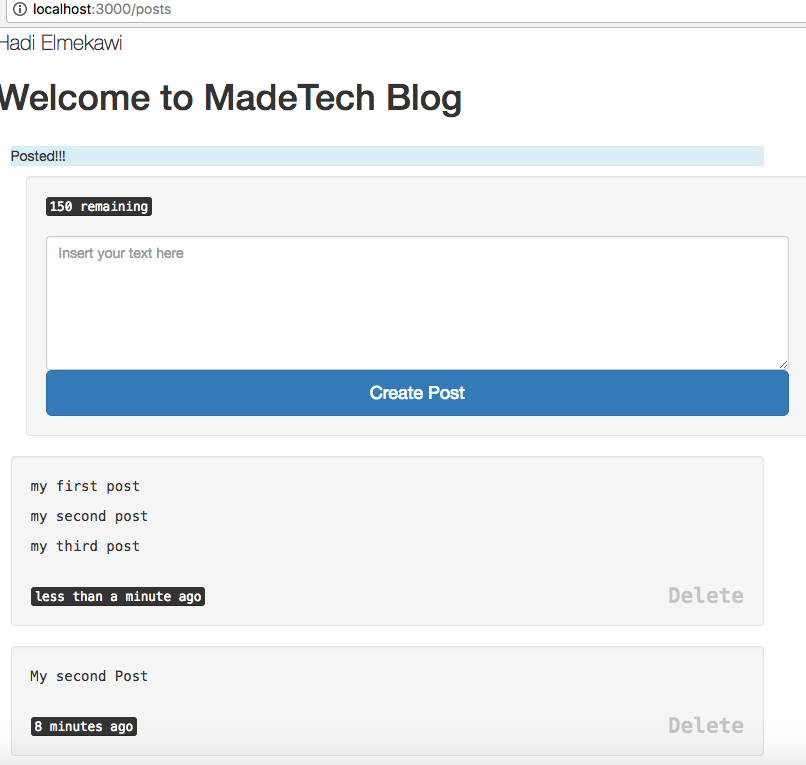 localhost:3000/posts
Hadi Elmekawi
Welcome to MadeTech Blog
Posted!!!
150 remaining
Insert your text here
Create Post
my first post
my second post
my third post
less than a minute ago
Delete
My second Post
8 minutes ago
Delete